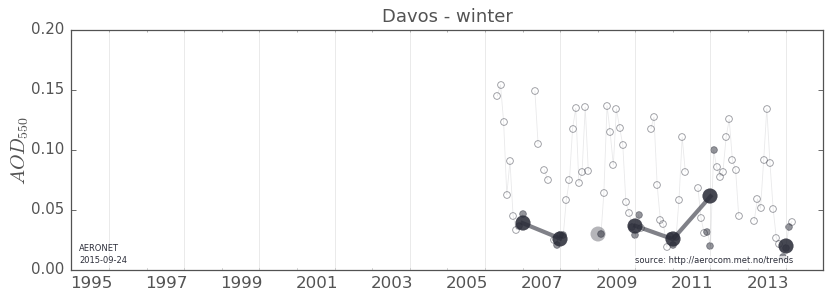 Davos - winter
0.20
0.15
0.10
0.05
0.00
AOD550
AERONET
2015-09-24
source: http://aerocom.met.no/trends
1995 1997 1999 2001 2003 2005 2007 2009 2011 2013